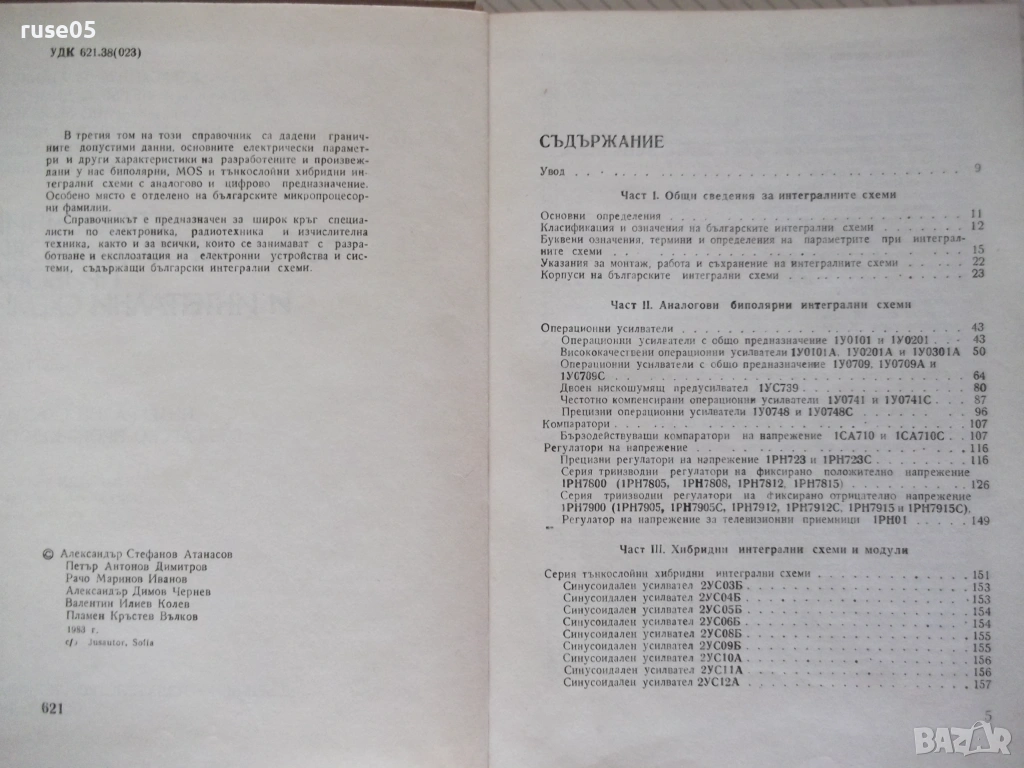 ruse05
УДК 621.38(023)
В третия том на този справочник са дадени гранич-
ните допустими данни, основните електрически парамет-
ри и други характеристики на разработените и произвеж-
дани у нас биполярни, MOS и тънкослойни хибридни ин-
тегрални схеми с аналогово и цифрово предназначение.
Особено място е отделено на българските микропроцесор-
ни фамилии.
Справочникът е предназначен за широк кръг специа-
листи по електроника, радиотехника и изчислителна
техника, както и за всички, които се занимават с разра-
ботване и експлоатация на електронни устройства и сис-
теми, съдържащи български интегрални схеми.
© Александър Стефанов Атанасов
Петър Антонов Димитров
Рачо Маринов Иванов
Александър Димов Чернев
Валентин Илиев Колев
Пламен Кръстев Вълков
1983 г.
c/o Jusautor, Sofia
621
СЪДЪРЖАНИЕ
Увод 9
Част I. Общи сведения за интегралните схеми
Основни определения 11
Класификация и означения на българските интегрални схеми 12
Буквени означения, термини и определения на параметрите при интеграл-
ните схеми 15
Указания за монтаж, работа и съхранение на интегралните схеми 22
Корпуси на българските интегрални схеми 23
Част II. Аналогови биполярни интегрални схеми
Операционни усилватели 43
Операционни усилватели с общо предназначение 1УО101 и 1УО201 43
Висококачествени операционни усилватели 1УО101А, 1УО201А и 1УО301А 50
Операционни усилватели с общо предназначение 1УО709, 1УО709А и
1УО709С 64
Двоен нискошумящ предусилвател 1УС739 80
Честотно компенсирани операционни усилватели 1УО741 и 1УО741С 87
Прецизни операционни усилватели 1УО748 и 1УО748С 96
Компаратори 107
Бързодействуващи компаратори на напрежение 1СА710 и 1СА710С 107
Регулатори на напрежение 116
Прецизни регулатори на напрежение 1РН723 и 1РН723С 116
Серия триизводни регулатори на фиксирано положително напрежение
1РН7800 (1РН7805, 1РН7808, 1РН7812, 1РН7815) 126
Серия триизводни регулатори на фиксирано отрицателно напрежение
1РН7900 (1РН7905, 1РН7905С, 1РН7912, 1РН7912С, 1РН7915 и 1РН7915С).
Регулатор на напрежение за телевизионни приемници 1РН01 149
Част III. Хибридни интегрални схеми и модули
Серия тънкослойни хибридни интегрални схеми 151
Синусоидален усилвател 2УС03Б 153
Синусоидален усилвател 2УС04Б 153
Синусоидален усилвател 2УС05Б 154
Синусоидален усилвател 2УС06Б 154
Синусоидален усилвател 2УС08Б 155
Синусоидален усилвател 2УС09Б 155
Синусоидален усилвател 2УС10А 156
Синусоидален усилвател 2УС11А 156
Синусоидален усилвател 2УС12А 157
5
BAZAR